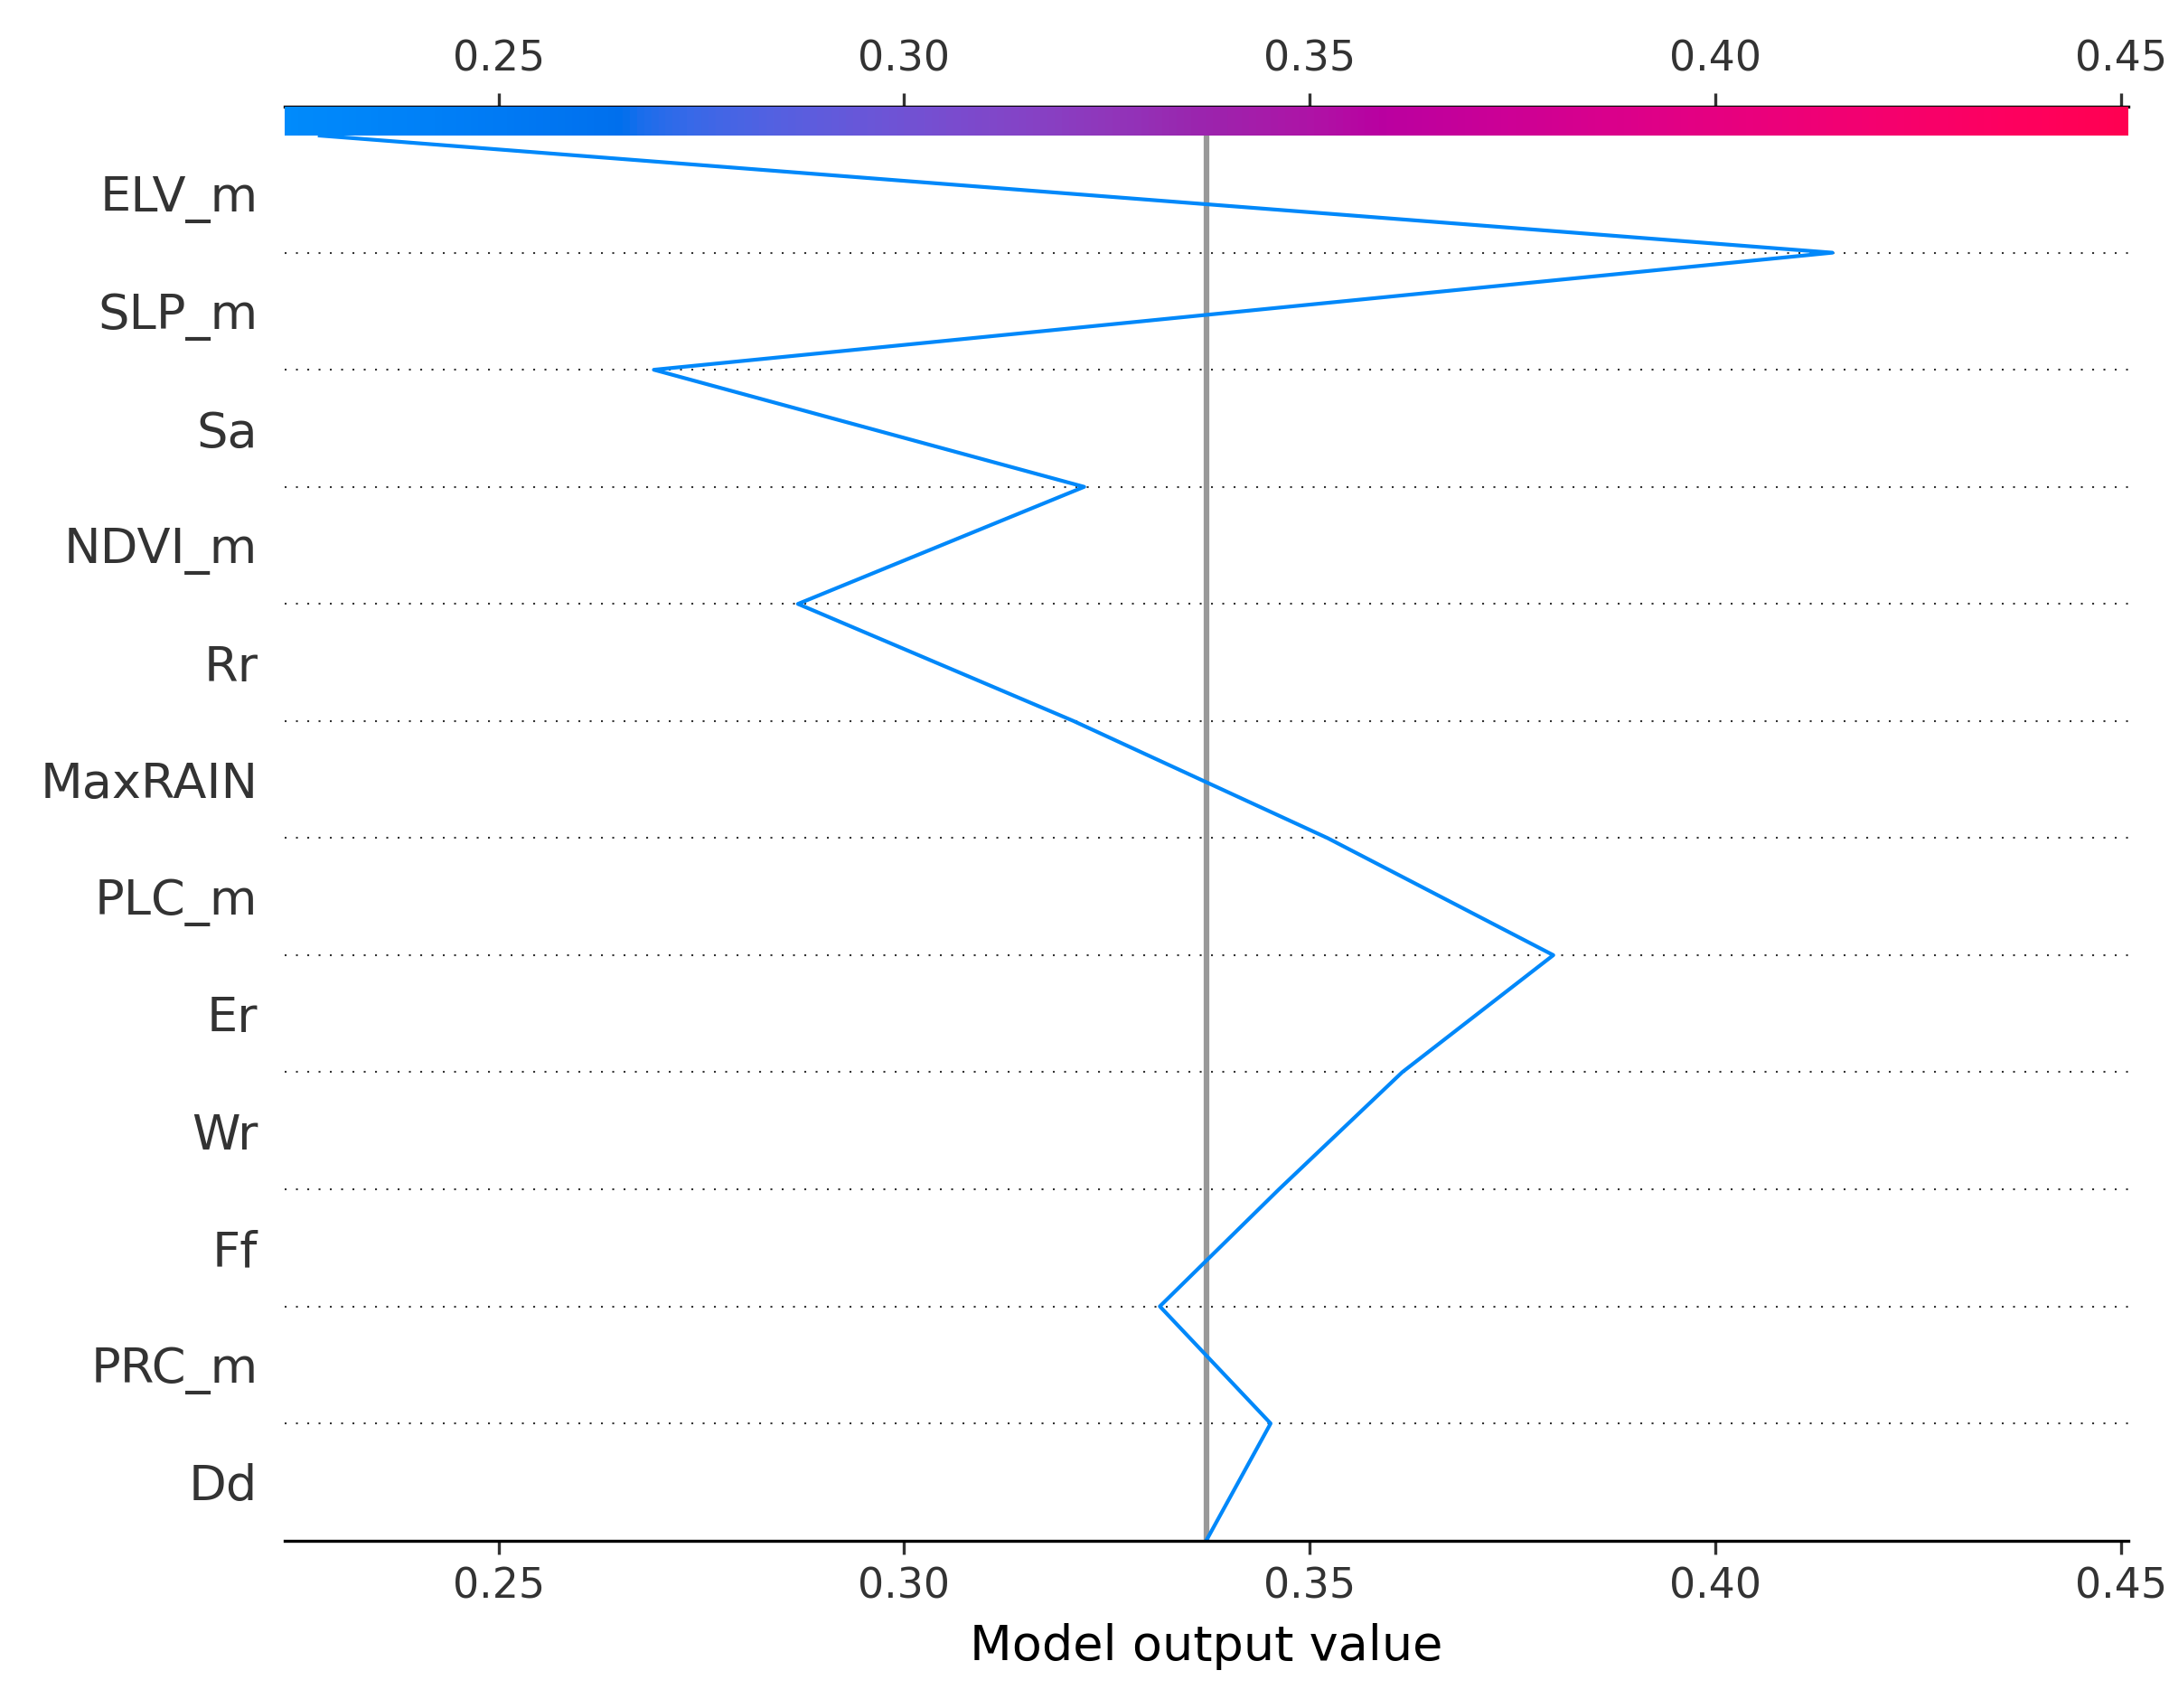 0.25 0.30 0.35 0.40 0.45
ELV_m
SLP_m
Sa
NDVI_m
Rr
MaxRAIN
PLC_m
Er
Wr
Ff
PRC_m
Dd
0.25 0.30 0.35 0.40 0.45
Model output value